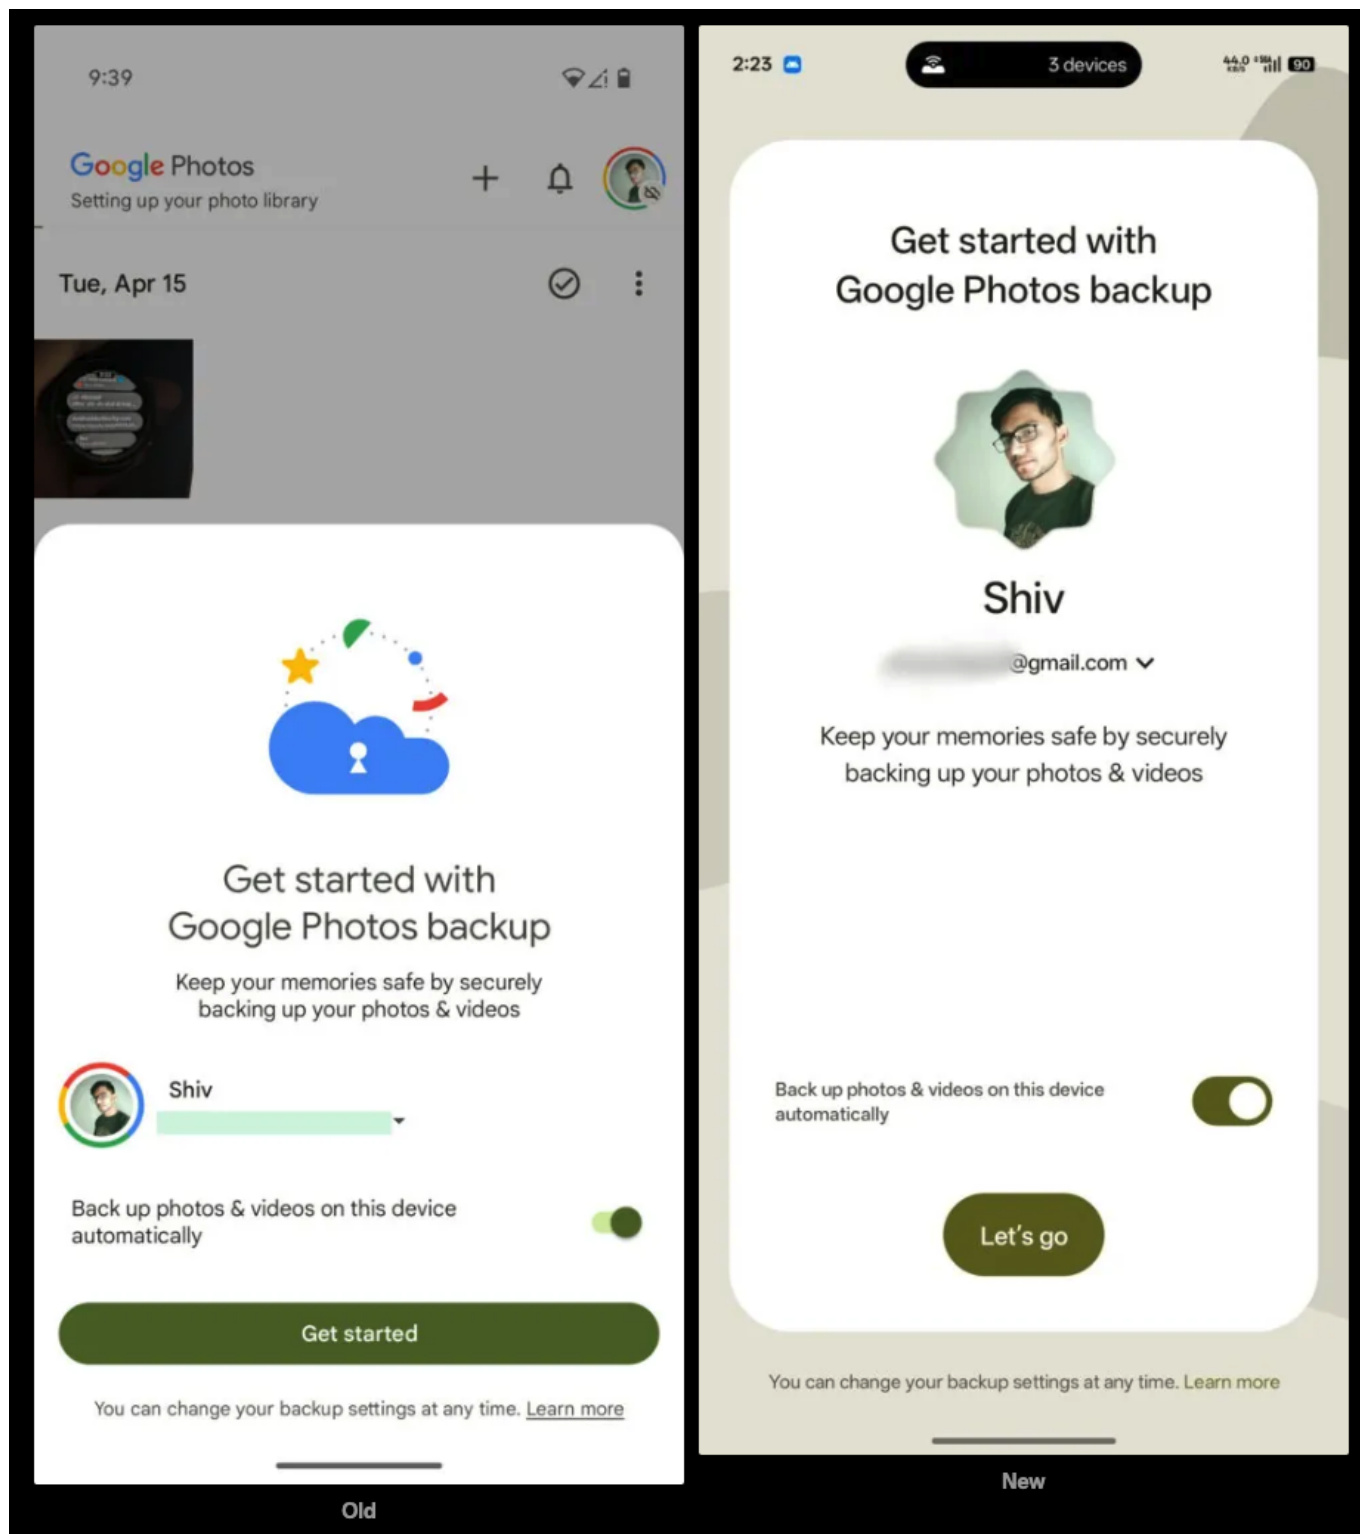 9:39
Google Photos
Setting up your photo library
Tue, Apr 15
Get started with
Google Photos backup
Keep your memories safe by securely
backing up your photos & videos
Shiv
Back up photos & videos on this device
automatically
Get started
You can change your backup settings at any time. Learn more
Old
2:23
3 devices
44.0
KB/S
90
Get started with
Google Photos backup
Shiv
@gmail.com
Keep your memories safe by securely
backing up your photos & videos
Back up photos & videos on this device
automatically
Let's go
You can change your backup settings at any time. Learn more
New